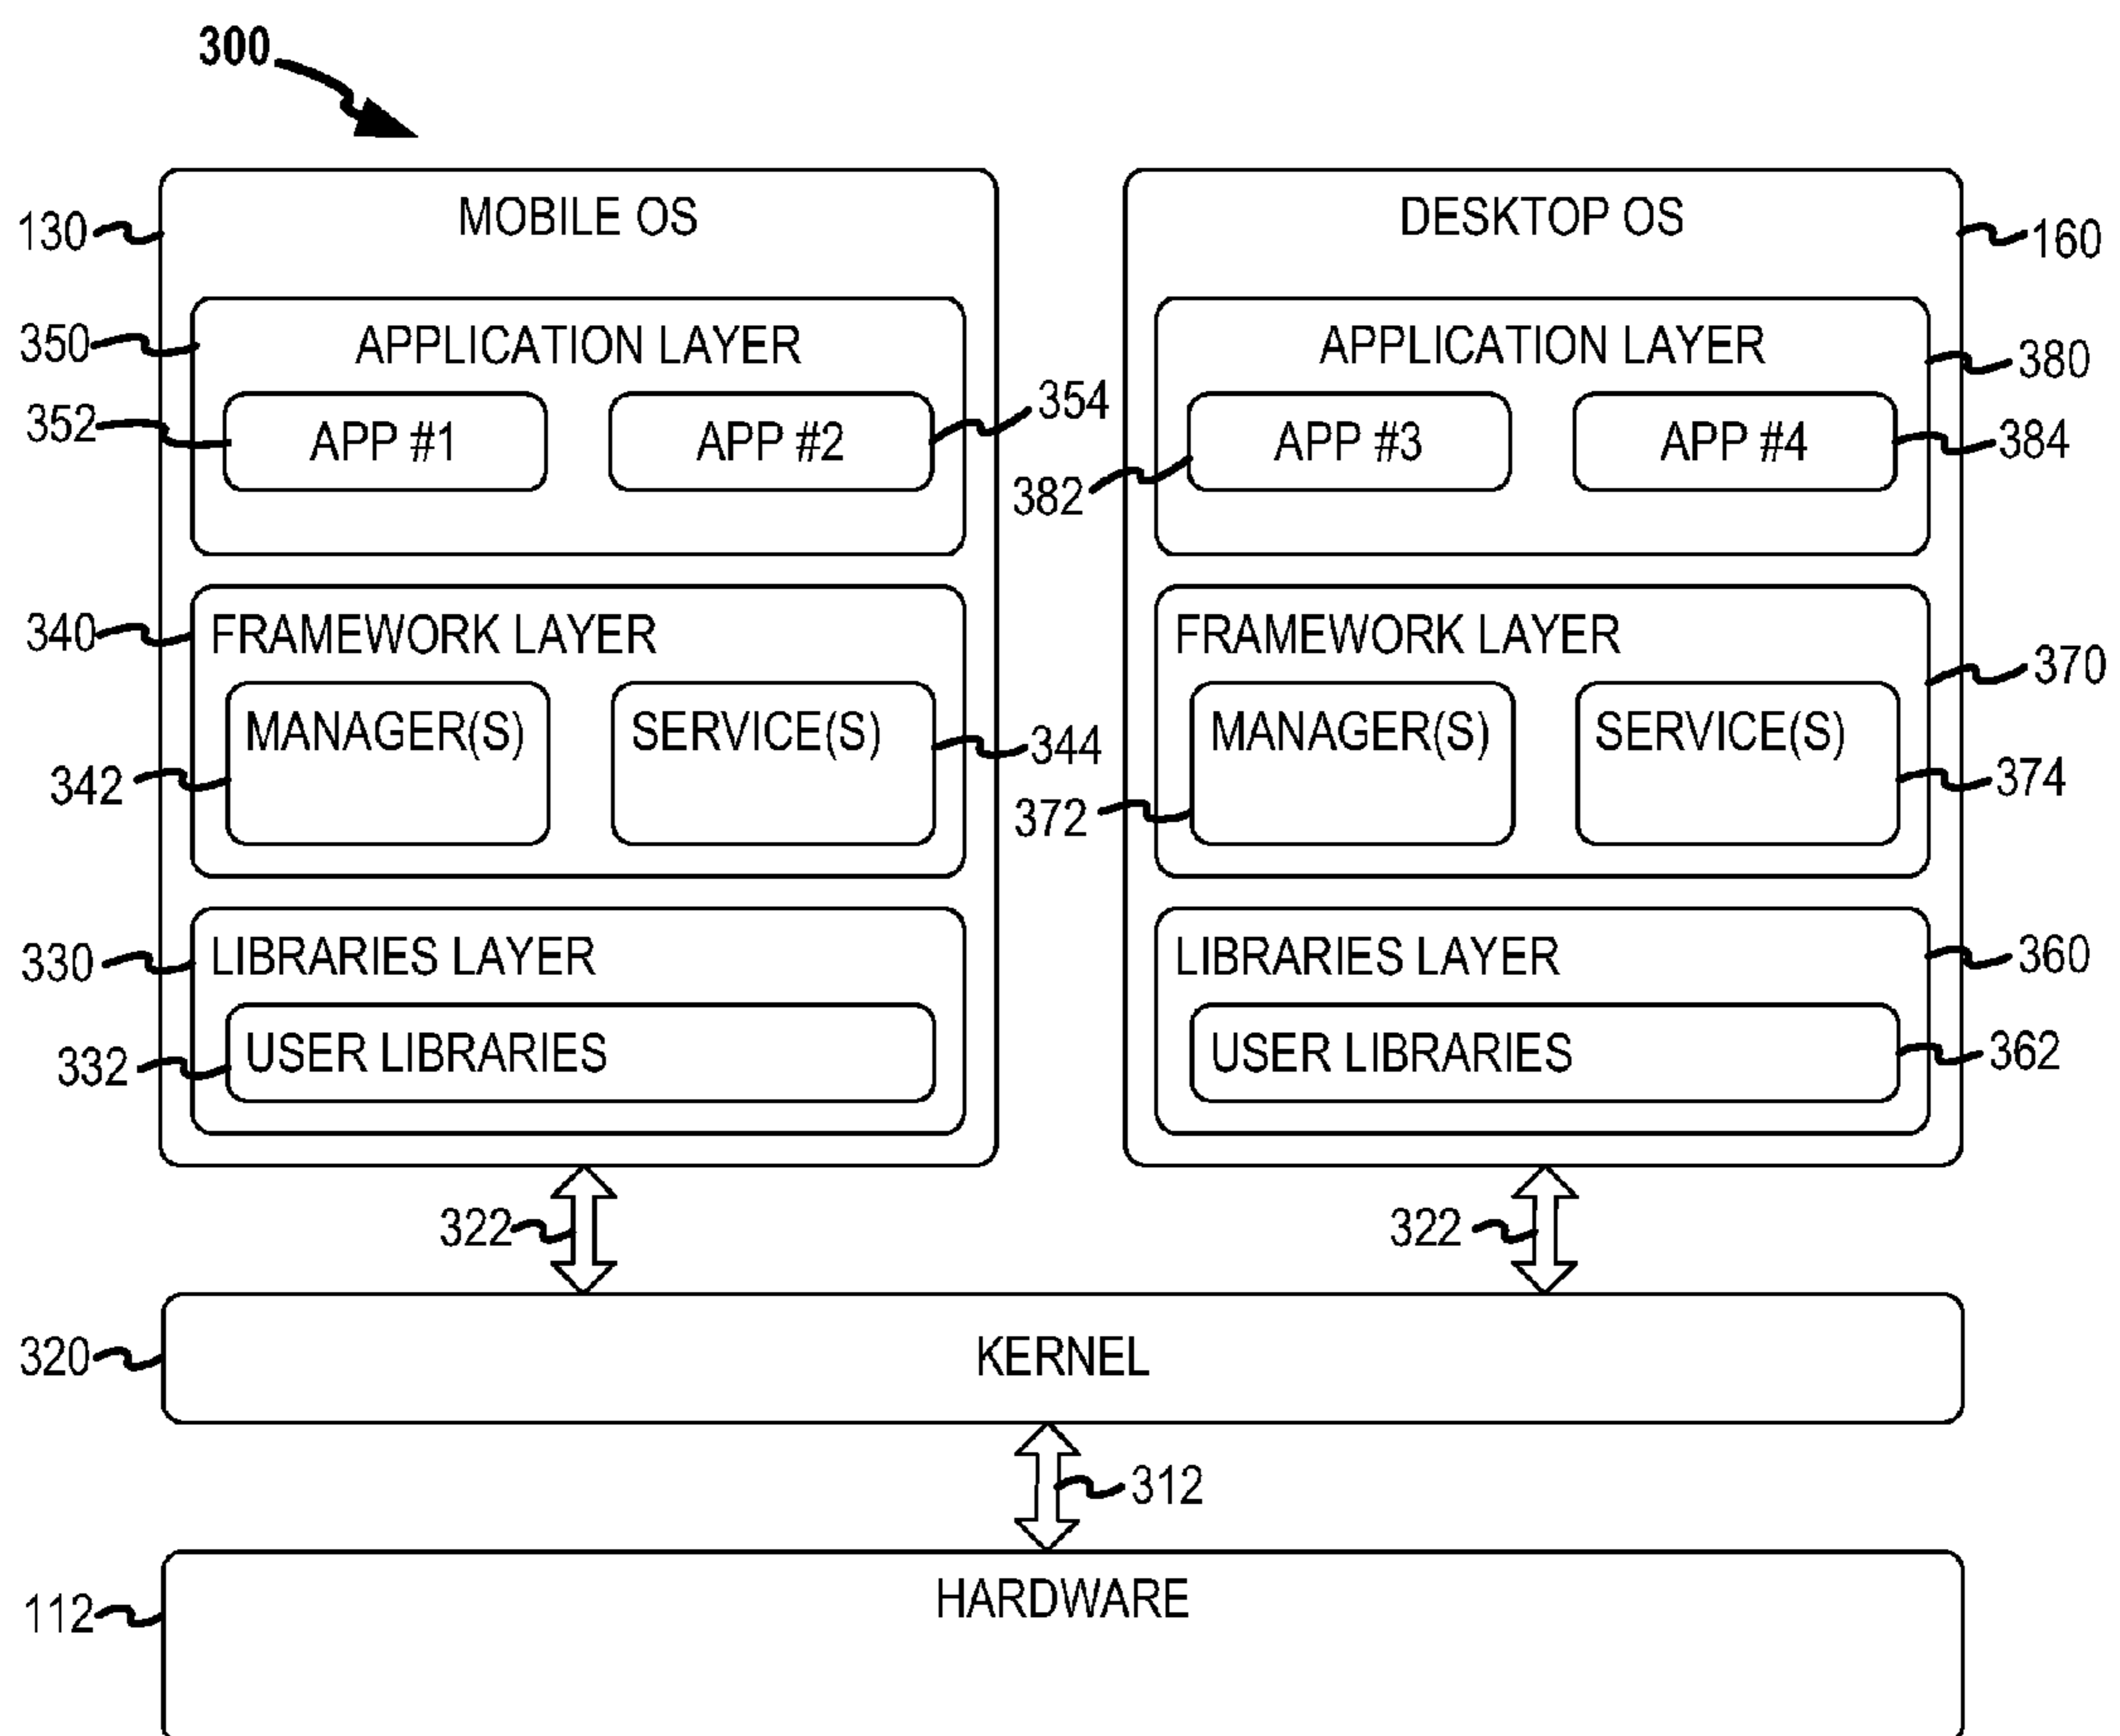 300
MOBILE OS
DESKTOP OS
130
160
APPLICATION LAYER
APPLICATION LAYER
350
380
352
APP #1
APP #2
354
382
APP #3
APP #4
384
340
FRAMEWORK LAYER
FRAMEWORK LAYER
370
MANAGER(S)
SERVICE(S)
MANAGER(S)
SERVICE(S)
342
344
372
374
330
LIBRARIES LAYER
LIBRARIES LAYER
360
332
USER LIBRARIES
USER LIBRARIES
362
322
322
320
KERNEL
312
112
HARDWARE